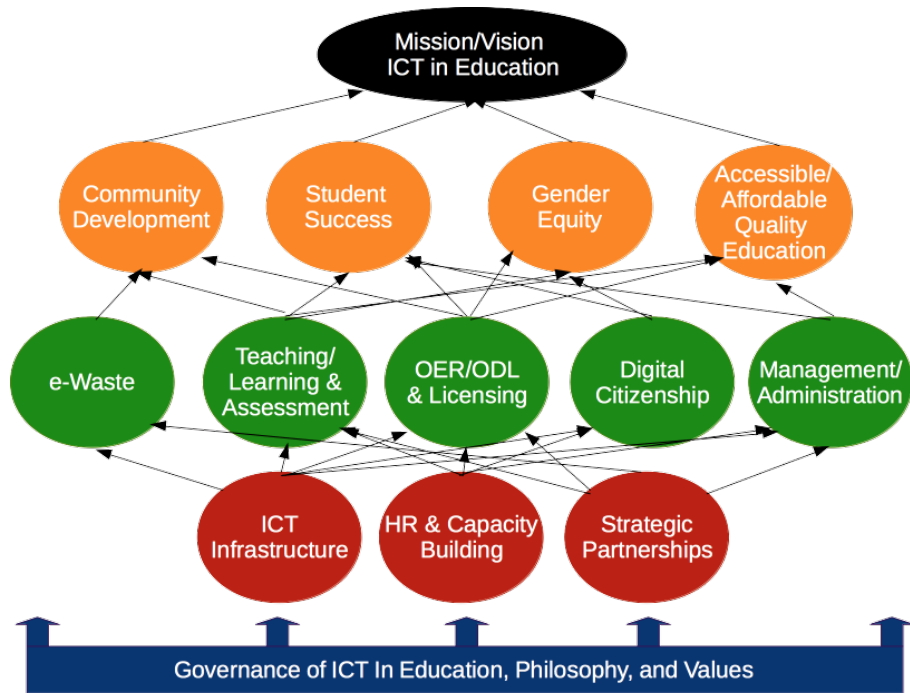 Mission/Vision
ICT in Education
Community
Development
Student
Success
Gender
Equity
Accessible/
Affordable
Quality
Education
e-Waste
Teaching/
Learning &
Assessment
OER/ODL
& Licensing
Digital
Citizenship
Management/
Administration
ICT
Infrastructure
HR & Capacity
Building
Strategic
Partnerships
Governance of ICT In Education, Philosophy, and Values